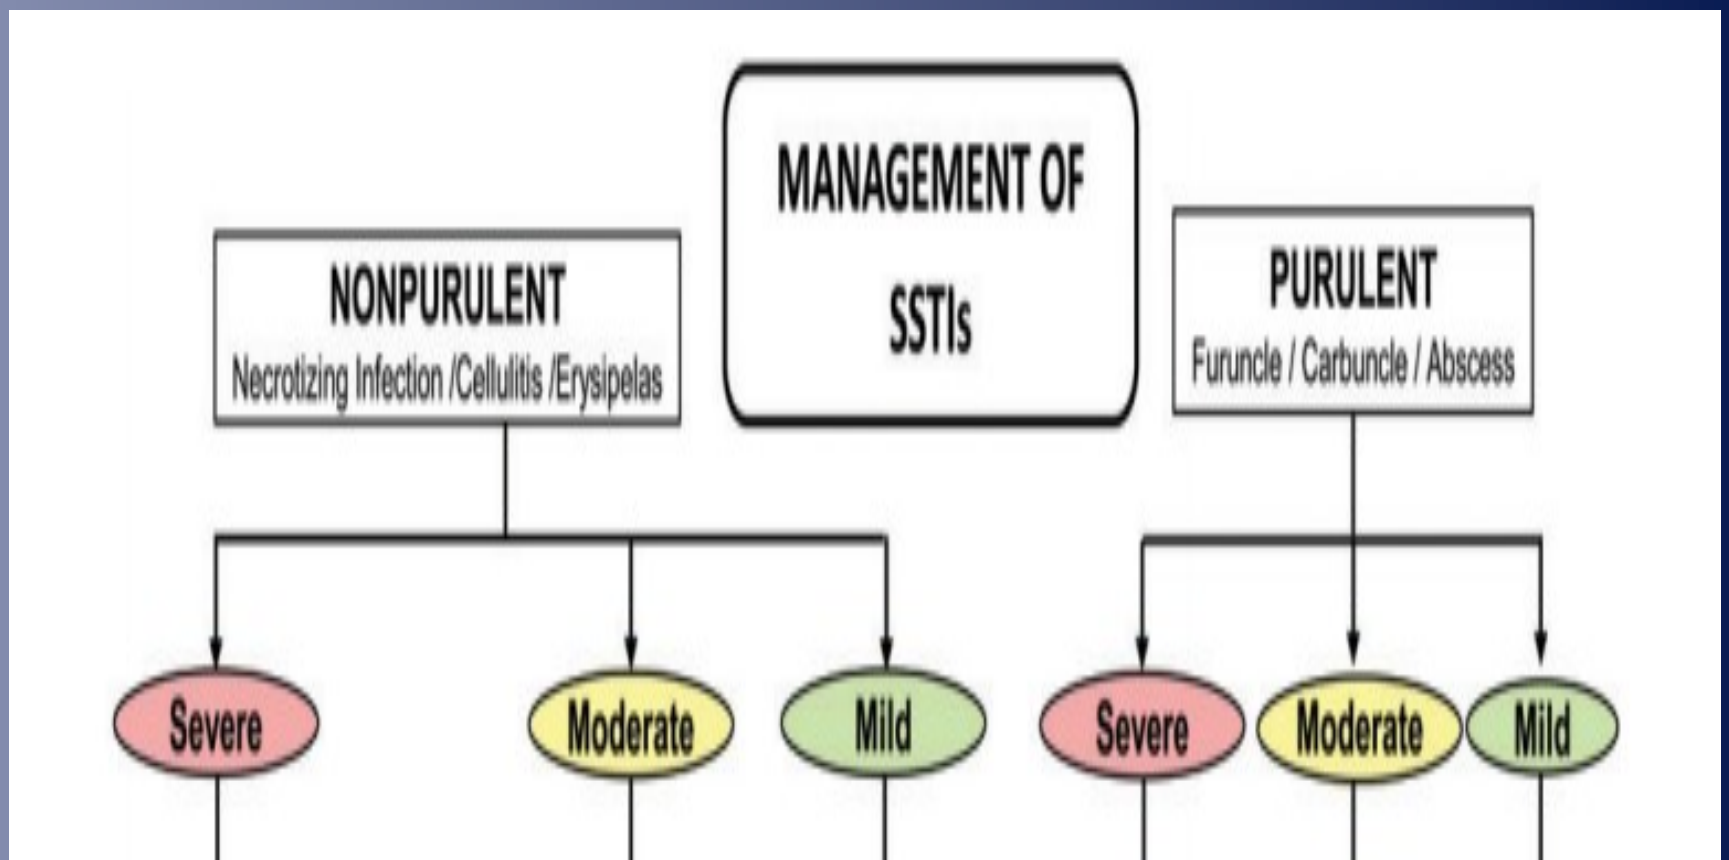 MANAGEMENT OF
SSTIs
NONPURULENT
Necrotizing Infection /Cellulitis /Erysipelas
PURULENT
Furuncle / Carbuncle / Abscess
Severe
Moderate
Mild
Severe
Moderate
Mild